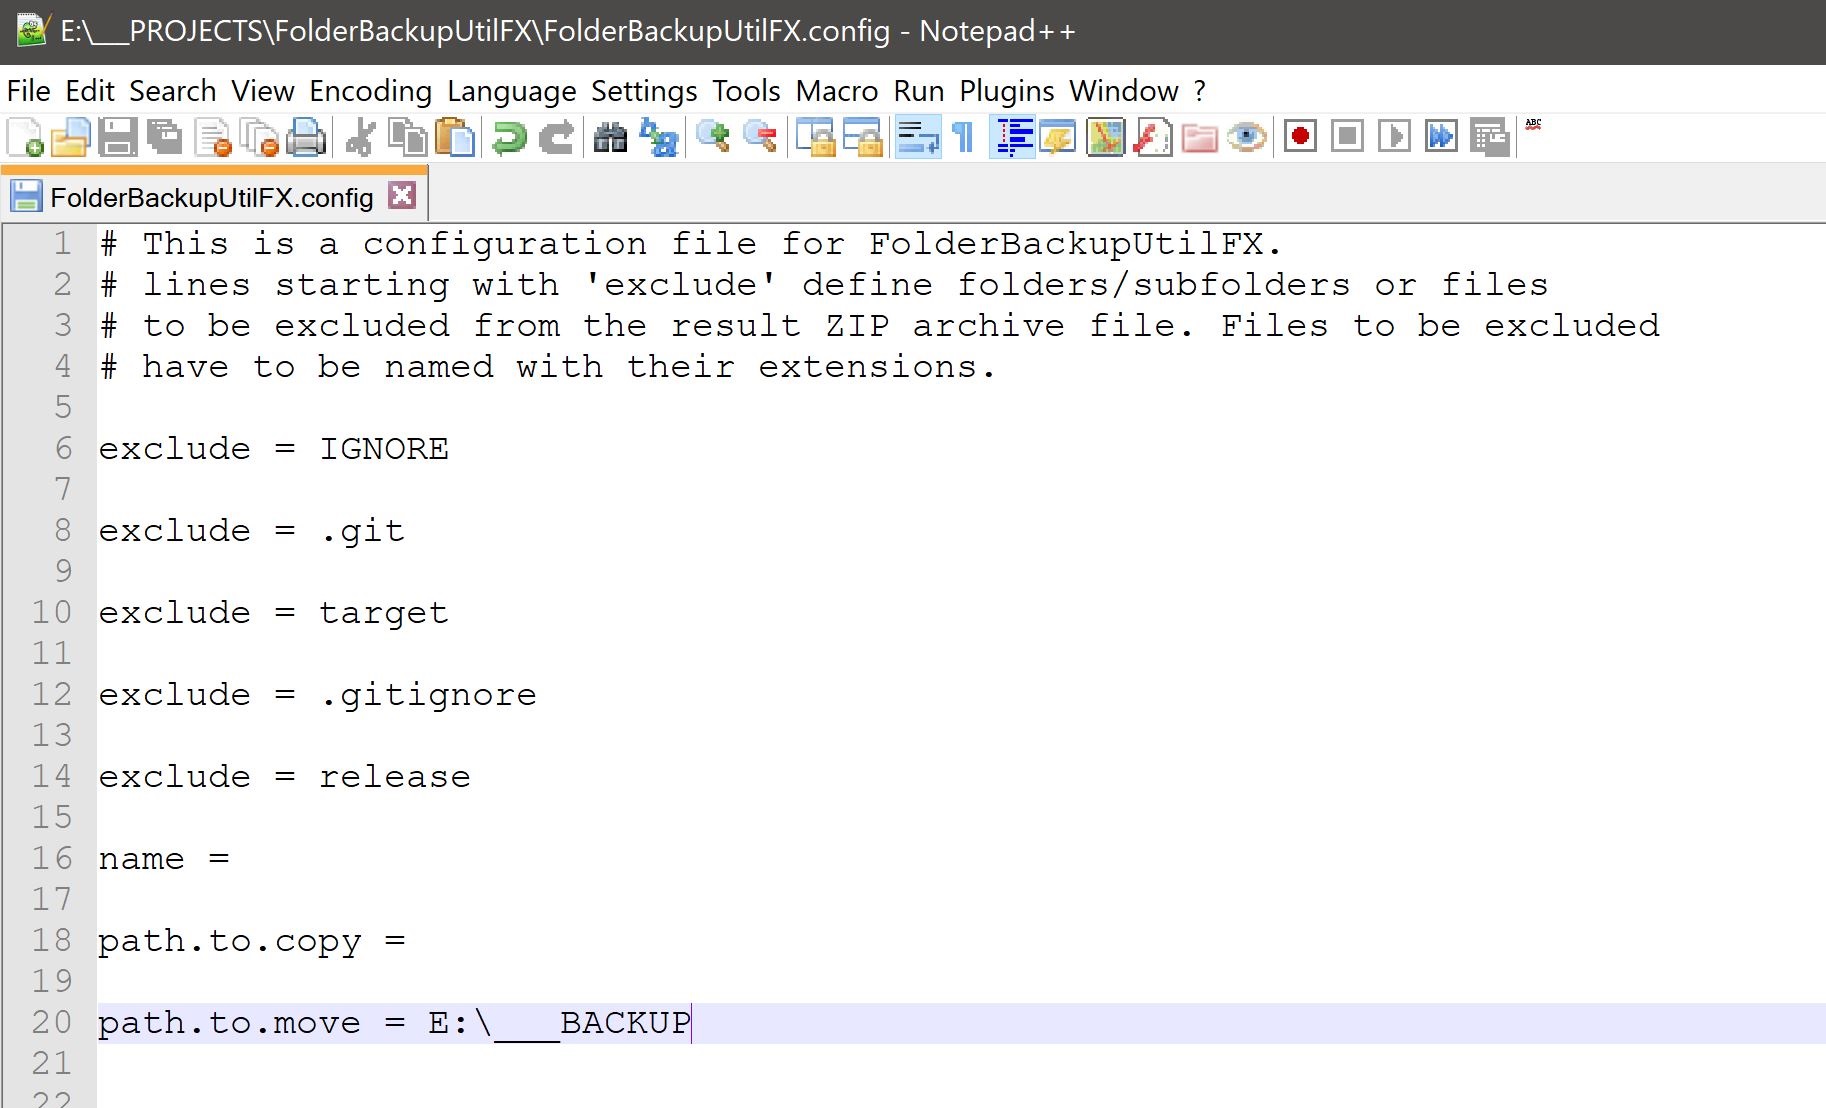 E:\___PROJECTS\FolderBackupUtilFX\FolderBackupUtilFX.config - Notepad++
File Edit Search View Encoding Language Settings Tools Macro Run Plugins Window ?
ABC
FolderBackupUtilFX.config
1 # This is a configuration file for FolderBackupUtilFX.
2 # lines starting with 'exclude' define folders/subfolders or files
3 # to be excluded from the result ZIP archive file. Files to be excluded
4 # have to be named with their extensions.
5
6 exclude = IGNORE
7
8 exclude = .git
9
10 exclude = target
11
12 exclude = .gitignore
13
14 exclude = release
15
16 name =
17
18 path.to.copy =
19
20 path.to.move = E:\___BACKUP
21
22